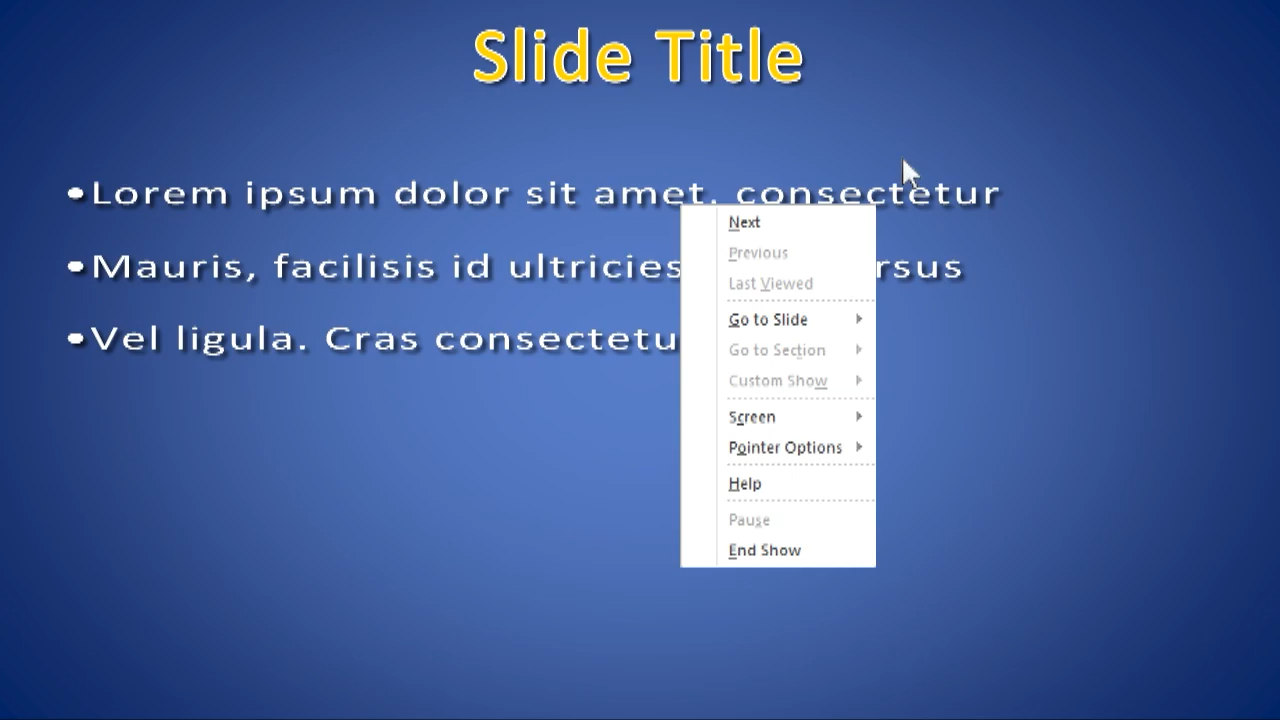 Slide Title
•Lorem ipsum dolor sit amet, consectetur
•Mauris, facilisis id ultricies rsus
•Vel ligula. Cras consectetu
Next
Previous
Last Viewed
Go to Slide
Go to Section
Custom Show
Screen
Pointer Options
Help
Pause
End Show